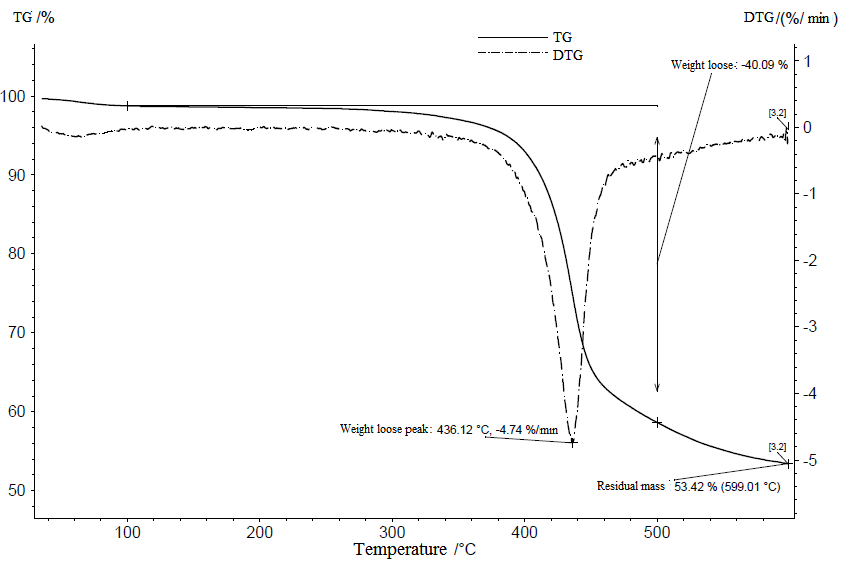 TG /%
DTG /(%/ min )
TG
DTG
Weight loose: -40.09 %
[3.2]
100
90
80
70
60
50
1
0
-1
-2
-3
-4
-5
Weight loose peak: 436.12 °C, -4.74 %/min
[3.2]
Residual mass : 53.42 % (599.01 °C)
100
200
300
400
500
Temperature /°C